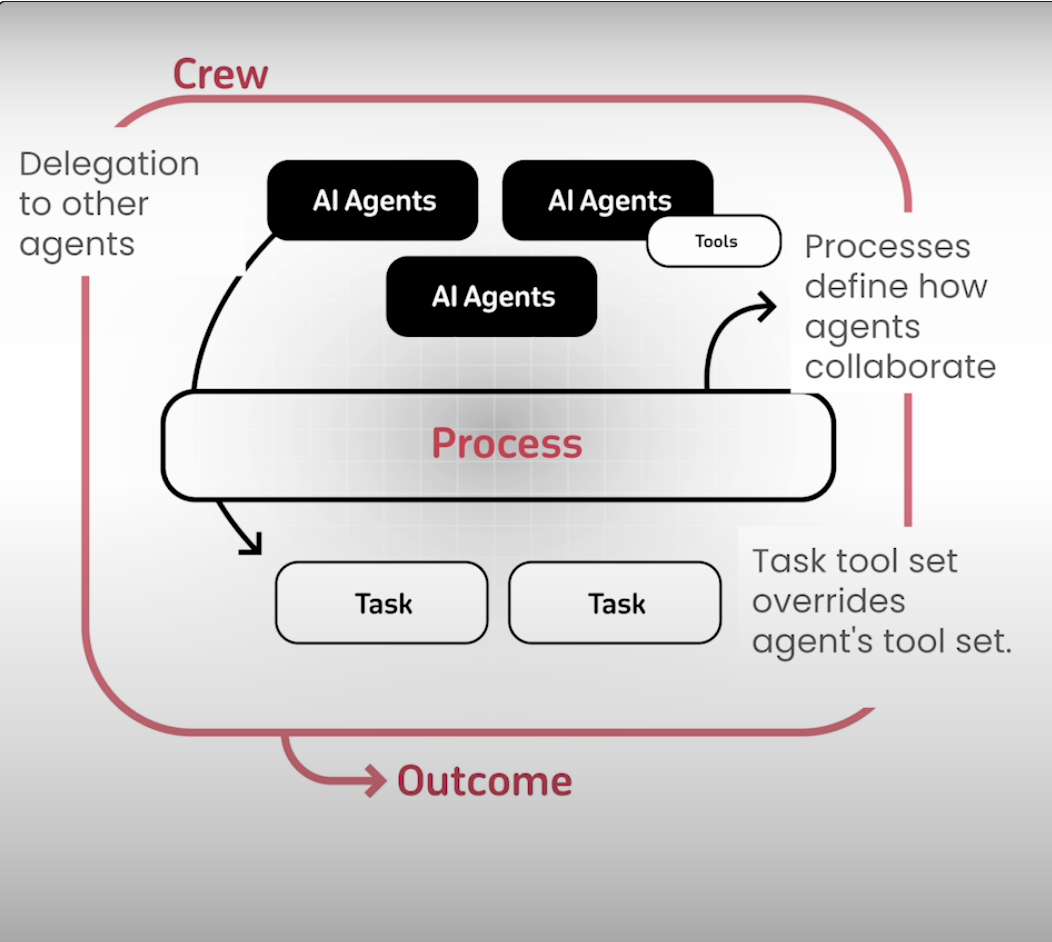 Crew
Delegation
to other
agents
AI Agents
AI Agents
Tools
AI Agents
Processes
define how
agents
collaborate
Process
Task tool set
overrides
agent's tool set.
Task
Task
Outcome